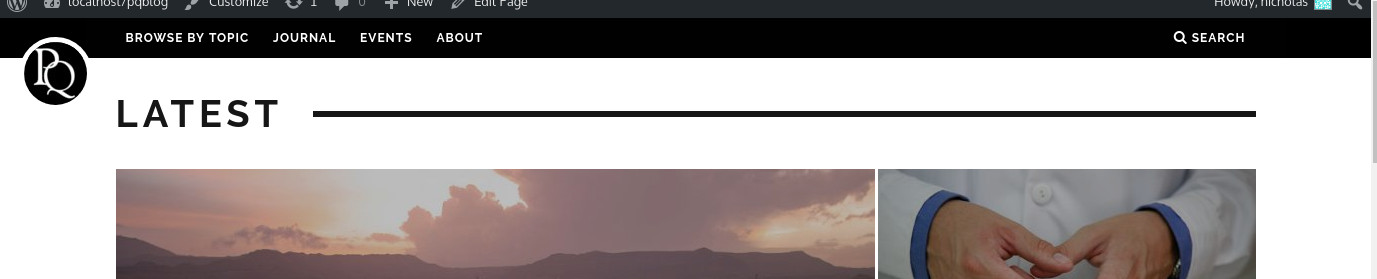 localhost/pqblog Customize 1 0 New Edit Page Howdy, nicholas
BROWSE BY TOPIC JOURNAL EVENTS ABOUT SEARCH
PQ
LATEST